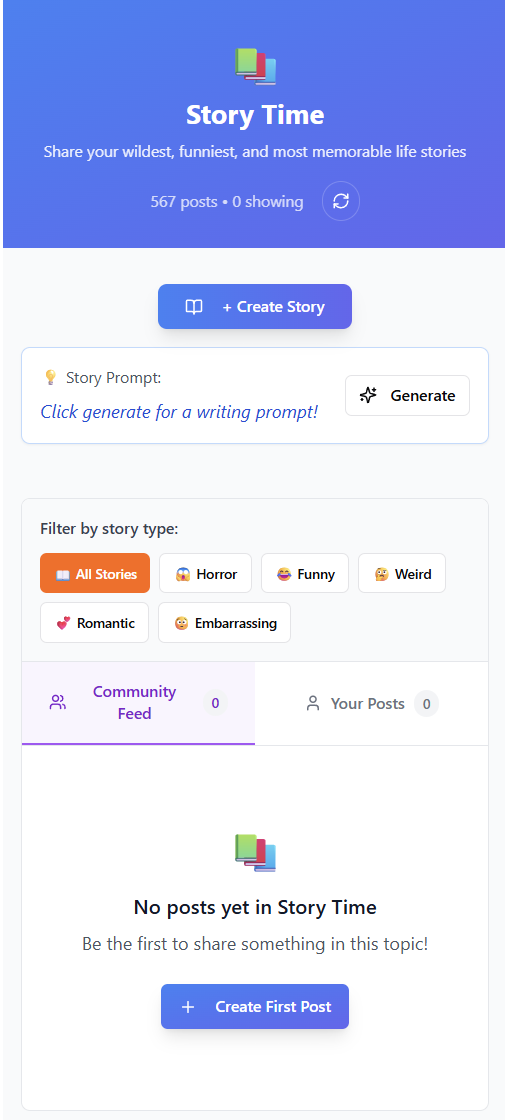 Story Time
Share your wildest, funniest, and most memorable life stories
567 posts • 0 showing
+ Create Story
Story Prompt:
Click generate for a writing prompt!
Generate
Filter by story type:
All Stories
Horror
Funny
Weird
Romantic
Embarrassing
Community
Feed
0
Your Posts
0
No posts yet in Story Time
Be the first to share something in this topic!
+ Create First Post